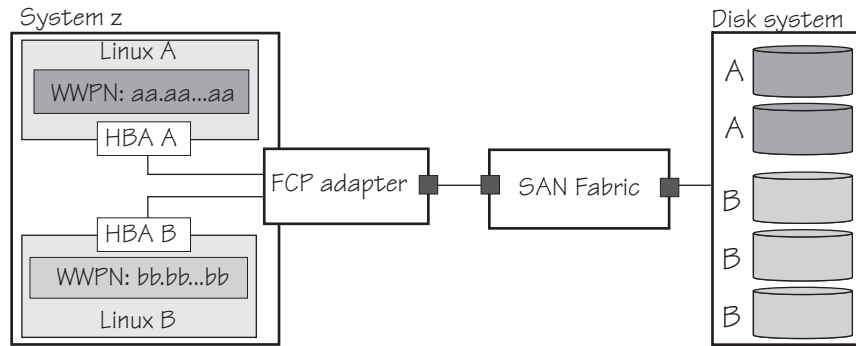 System z
Linux A
WWPN: aa.aa...aa
HBA A
FCP adapter
SAN Fabric
HBA B
WWPN: bb.bb...bb
Linux B
Disk system
A
A
B
B
B